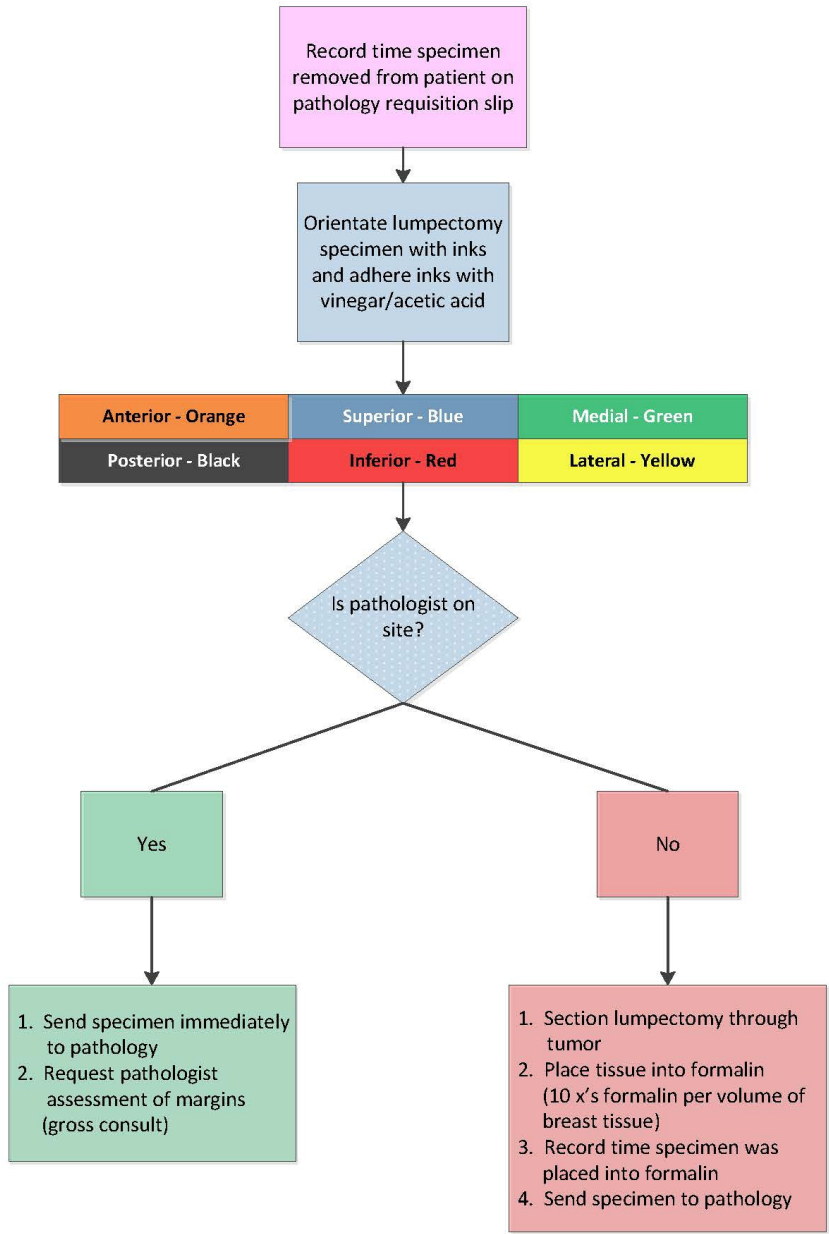 Record time specimen
removed from patient on
pathology requisition slip
Orientate lumpectomy
specimen with inks
and adhere inks with
vinegar/acetic acid
Anterior - Orange
Superior - Blue
Medial - Green
Posterior - Black
Inferior - Red
Lateral - Yellow
Is pathologist on
site?
Yes
No
1. Send specimen immediately
to pathology
2. Request pathologist
assessment of margins
(gross consult)
1. Section lumpectomy through
tumor
2. Place tissue into formalin
(10 x's formalin per volume of
breast tissue)
3. Record time specimen was
placed into formalin
4. Send specimen to pathology